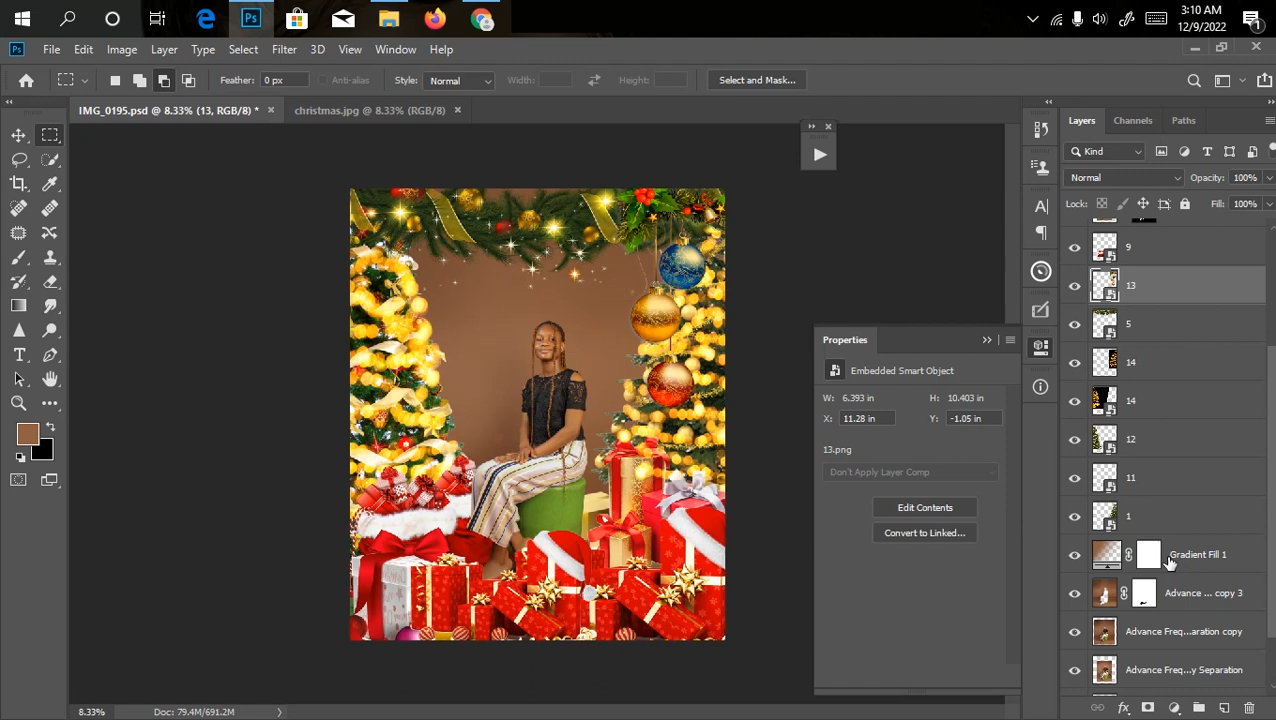 3:10 AM
12/9/2022
1
Ps
File Edit Image Layer Type Select Filter 3D View Window Help
Feather: 0 px Anti-alias Style: Normal Width: Height: Select and Mask...
IMG_0195.psd @ 8.33% (13, RGB/8) *
christmas.jpg @ 8.33% (RGB/8)
Layers Channels Paths
Kind
Normal Opacity: 100%
Lock: Fill: 100%
9
13
5
14
14
12
11
1
Gradient Fill 1
Advance ... copy 3
Advance Freq...aration copy
Advance Freq...y Separation
Properties
Embedded Smart Object
W: 6.393 in H: 10.403 in
X: 11.28 in Y: -1.05 in
13.png
Don't Apply Layer Comp
Edit Contents
Convert to Linked...
8.33% Doc: 79.4M/691.2M